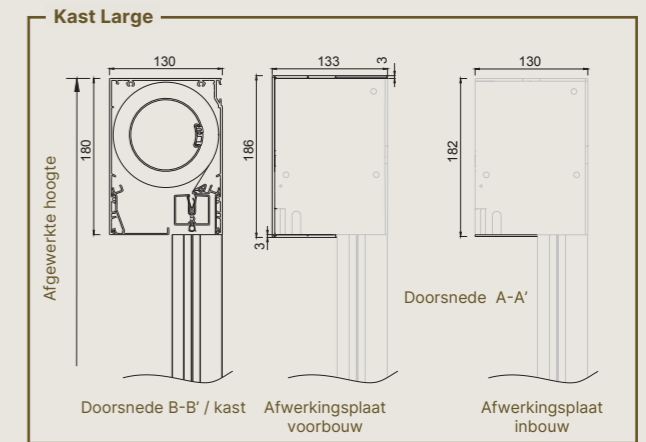 Kast Large
130
133
3
130
180
186
182
3
Afgewerkte hoogte
Doorsnede A-A'
Doorsnede B-B' / kast
Afwerkingsplaat
voorbouw
Afwerkingsplaat
inbouw